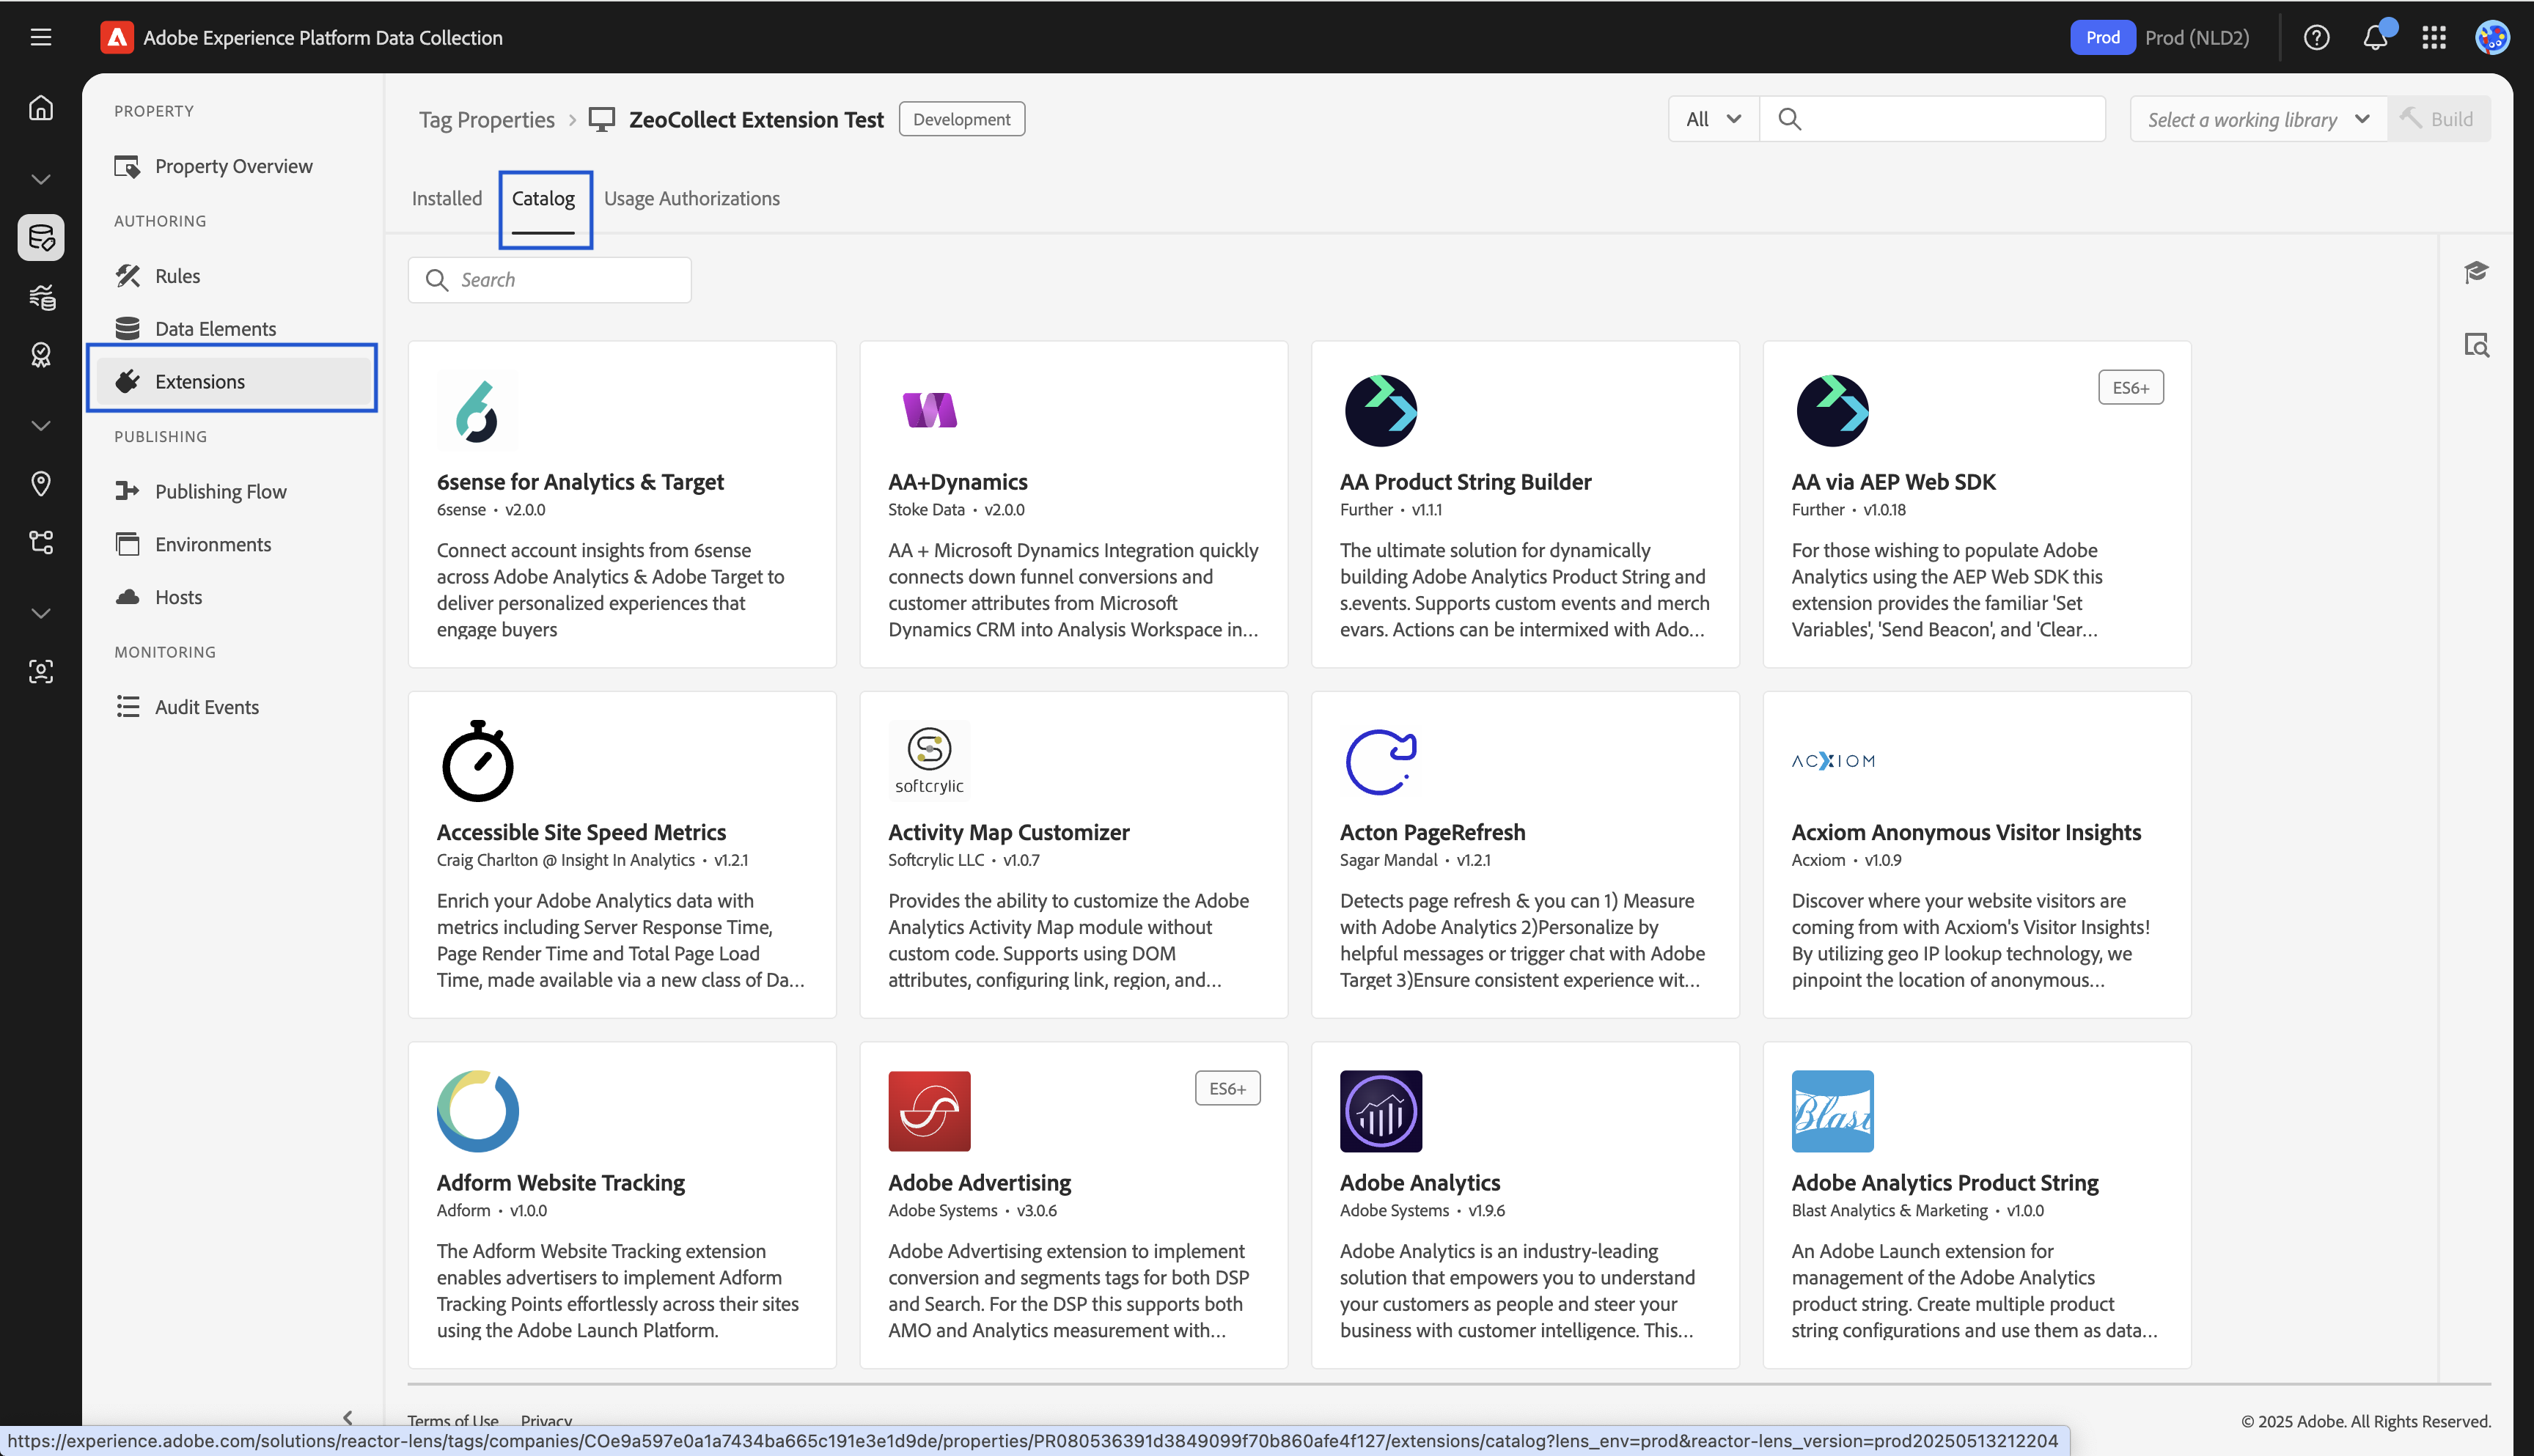 Adobe Experience Platform Data Collection
Prod
Prod (NLD2)
PROPERTY
Property Overview
AUTHORING
Rules
Data Elements
Extensions
PUBLISHING
Publishing Flow
Environments
Hosts
MONITORING
Audit Events
Tag Properties
ZeoCollect Extension Test
Development
All
Select a working library
Build
Installed
Catalog
Usage Authorizations
Search
6sense for Analytics & Target
6sense • v2.0.0
Connect account insights from 6sense
across Adobe Analytics & Adobe Target to
deliver personalized experiences that
engage buyers
AA+Dynamics
Stoke Data • v2.0.0
AA + Microsoft Dynamics Integration quickly
connects down funnel conversions and
customer attributes from Microsoft
Dynamics CRM into Analysis Workspace in...
AA Product String Builder
Further • v1.1.1
The ultimate solution for dynamically
building Adobe Analytics Product String and
s.events. Supports custom events and merch
evars. Actions can be intermixed with Ado...
ES6+
AA via AEP Web SDK
Further • v1.0.18
For those wishing to populate Adobe
Analytics using the AEP Web SDK this
extension provides the familiar 'Set
Variables', 'Send Beacon', and 'Clear...
Accessible Site Speed Metrics
Craig Charlton @ Insight In Analytics • v1.2.1
Enrich your Adobe Analytics data with
metrics including Server Response Time,
Page Render Time and Total Page Load
Time, made available via a new class of Da...
softcrylic
Activity Map Customizer
Softcrylic LLC • v1.0.7
Provides the ability to customize the Adobe
Analytics Activity Map module without
custom code. Supports using DOM
attributes, configuring link, region, and...
Acton PageRefresh
Sagar Mandal • v1.2.1
Detects page refresh & you can 1) Measure
with Adobe Analytics 2)Personalize by
helpful messages or trigger chat with Adobe
Target 3)Ensure consistent experience wit...
ACXIOM
Acxiom Anonymous Visitor Insights
Acxiom • v1.0.9
Discover where your website visitors are
coming from with Acxiom's Visitor Insights!
By utilizing geo IP lookup technology, we
pinpoint the location of anonymous...
Adform Website Tracking
Adform • v1.0.0
The Adform Website Tracking extension
enables advertisers to implement Adform
Tracking Points effortlessly across their sites
using the Adobe Launch Platform.
ES6+
Adobe Advertising
Adobe Systems • v3.0.6
Adobe Advertising extension to implement
conversion and segments tags for both DSP
and Search. For the DSP this supports both
AMO and Analytics measurement with...
Adobe Analytics
Adobe Systems • v1.9.6
Adobe Analytics is an industry-leading
solution that empowers you to understand
your customers as people and steer your
business with customer intelligence. This...
Blast
Adobe Analytics Product String
Blast Analytics & Marketing • v1.0.0
An Adobe Launch extension for
management of the Adobe Analytics
product string. Create multiple product
string configurations and use them as data...
Terms of Use
Privacy
© 2025 Adobe. All Rights Reserved.
https://experience.adobe.com/solutions/reactor-lens/tags/companies/COe9a597e0a1a7434ba665c191e3e1d9de/properties/PR080536391d3849099f70b860afe4f127/extensions/catalog?lens_env=prod&reactor-lens_version=prod20250513212204